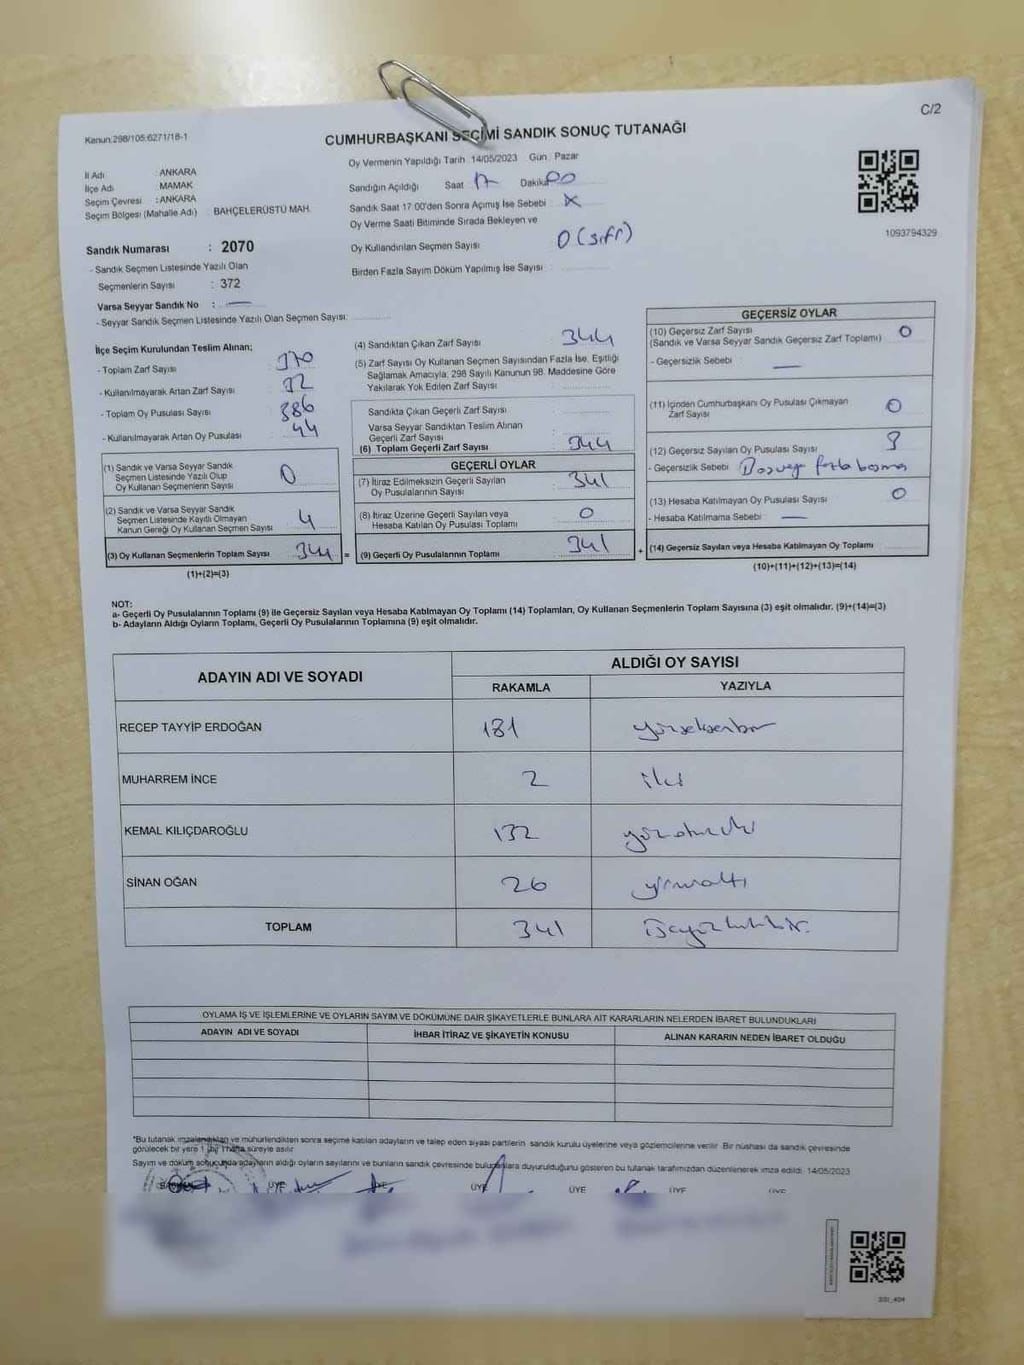 C/2
Kanun:298/105:6271/18-1
CUMHURBAŞKANI SEÇİMİ SANDIK SONUÇ TUTANAĞI
İl Adı : ANKARA
İlçe Adı : MAMAK
Seçim Çevresi : ANKARA
Seçim Bölgesi (Mahalle Adı) : BAHÇELERÜSTÜ MAH.
Oy Vermenin Yapıldığı Tarih 14/05/2023 Gün : Pazar
Sandığın Açıldığı Saat 17 Dakika 00
Sandık Saat 17:00'den Sonra Açımış İse Sebebi : X
Oy Verme Saati Bitiminde Sırada Bekleyen ve
Oy Kullandırılan Seçmen Sayısı 0 (sıfır)
Birden Fazla Sayım Döküm Yapılmış İse Sayısı :
1093794329
Sandık Numarası : 2070
- Sandık Seçmen Listesinde Yazılı Olan
Seçmenlerin Sayısı : 372
Varsa Seyyar Sandık No : —
- Seyyar Sandık Seçmen Listesinde Yazılı Olan Seçmen Sayısı:
İlçe Seçim Kurulundan Teslim Alınan;
- Toplam Zarf Sayısı : 370
- Kullanılmayarak Artan Zarf Sayısı :
- Toplam Oy Pusulası Sayısı : 386
- Kullanılmayarak Artan Oy Pusulası : 44
(1) Sandık ve Varsa Seyyar Sandık
Seçmen Listesinde Yazılı Olup
Oy Kullanan Seçmenlerin Sayısı 0
(2) Sandık ve Varsa Seyyar Sandık
Seçmen Listesinde Kayıtlı Olmayan
Kanun Gereği Oy Kullanan Seçmen Sayısı 4
(3) Oy Kullanan Seçmenlerin Toplam Sayısı 344 =
(1)+(2)=(3)
(4) Sandıktan Çıkan Zarf Sayısı : 344
(5) Zarf Sayısı Oy Kullanan Seçmen Sayısından Fazla İse, Eşitliği
Sağlamak Amacıyla, 298 Sayılı Kanunun 98. Maddesine Göre
Yakılarak Yok Edilen Zarf Sayısı :
Sandıkta Çıkan Geçerli Zarf Sayısı :
Varsa Seyyar Sandıktan Teslim Alınan
Geçerli Zarf Sayısı :
(6) Toplam Geçerli Zarf Sayısı : 344
GEÇERLİ OYLAR
(7) İtiraz Edilmeksizin Geçerli Sayılan
Oy Pusulalarının Sayısı : 341
(8) İtiraz Üzerine Geçerli Sayılan veya
Hesaba Katılan Oy Pusulası Toplamı : 0
(9) Geçerli Oy Pusulalarının Toplamı : 341 +
GEÇERSİZ OYLAR
(10) Geçersiz Zarf Sayısı
(Sandık ve Varsa Seyyar Sandık Geçersiz Zarf Toplamı) : 0
- Geçersizlik Sebebi : —
(11) İçinden Cumhurbaşkanı Oy Pusulası Çıkmayan
Zarf Sayısı : 0
(12) Geçersiz Sayılan Oy Pusulası Sayısı : 3
- Geçersizlik Sebebi : Boş veya fazla basma
(13) Hesaba Katılmayan Oy Pusulası Sayısı : 0
- Hesaba Katılmama Sebebi : —
(14) Geçersiz Sayılan veya Hesaba Katılmayan Oy Toplamı
(10)+(11)+(12)+(13)=(14)
NOT:
a- Geçerli Oy Pusulalarının Toplamı (9) ile Geçersiz Sayılan veya Hesaba Katılmayan Oy Toplamı (14) Toplamları, Oy Kullanan Seçmenlerin Toplam Sayısına (3) eşit olmalıdır. (9)+(14)=(3)
b- Adayların Aldığı Oyların Toplamı, Geçerli Oy Pusulalarının Toplamına (9) eşit olmalıdır.
ADAYIN ADI VE SOYADI
ALDIĞI OY SAYISI
RAKAMLA YAZIYLA
RECEP TAYYİP ERDOĞAN 181 yüzseksenbir
MUHARREM İNCE 2 iki
KEMAL KILIÇDAROĞLU 132 yüzotuziki
SİNAN OĞAN 26 yirmialtı
TOPLAM 341 üçyüzkırkbir.
OYLAMA İŞ VE İŞLEMLERİNE VE OYLARIN SAYIM VE DÖKÜMÜNE DAİR ŞİKAYETLERLE BUNLARA AİT KARARLARIN NELERDEN İBARET BULUNDUKLARI
ADAYIN ADI VE SOYADI İHBAR İTİRAZ VE ŞİKAYETİN KONUSU ALINAN KARARIN NEDEN İBARET OLDUĞU
*Bu tutanak imzalandıktan ve mühürlendikten sonra seçime katılan adayların ve talep eden siyasi partilerin sandık kurulu üyelerine veya gözlemcilerine verilir. Bir nüshası da sandık çevresinde
görülecek bir yere 1 (bir) hafta süreyle asılır.
Sayım ve döküm sonucunda adayların aldığı oyların sayılarını ve bunların sandık çevresinde bulunanlara duyurulduğunu gösteren bu tutanak tarafımızdan düzenlenerek imza edildi. 14/05/2023
BAŞKAN ÜYE ÜYE ÜYE ÜYE ÜYE ÜYE